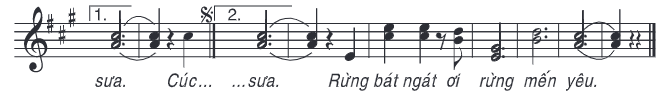 1. 2.
sưa. Cúc... ...sưa. Rừng bát ngát ơi rừng mến yêu.